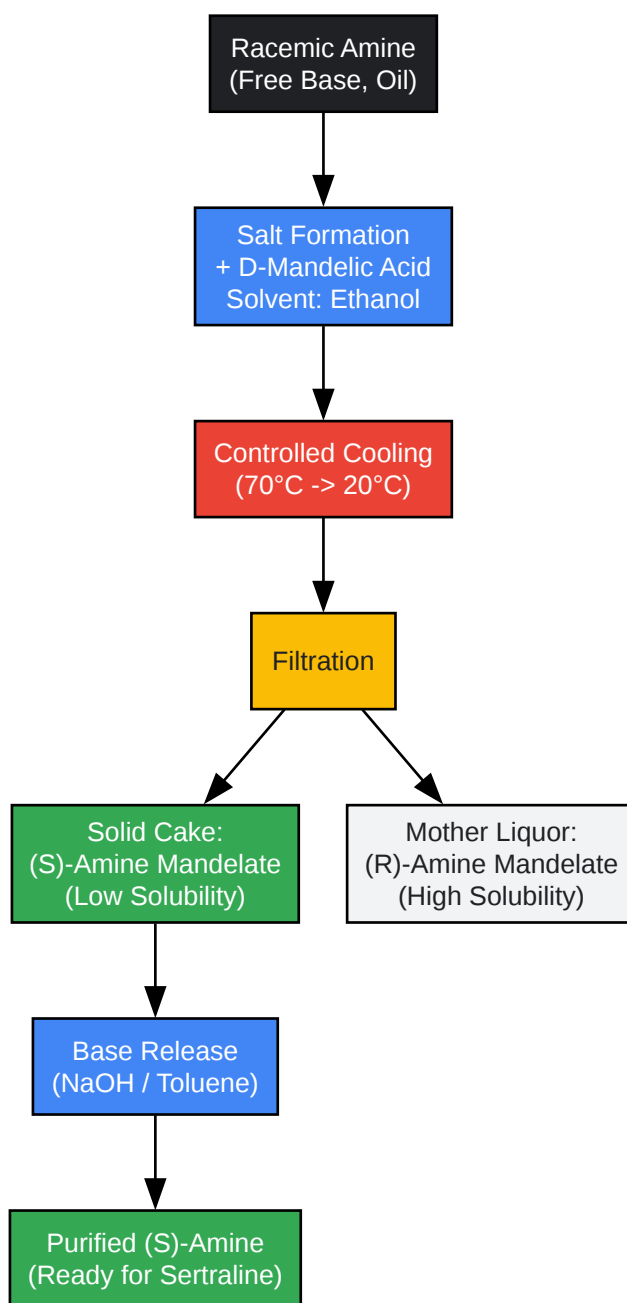 Racemic Amine
(Free Base, Oil)
Salt Formation
+ D-Mandelic Acid
Solvent: Ethanol
Controlled Cooling
(70°C -> 20°C)
Filtration
Solid Cake:
(S)-Amine Mandelate
(Low Solubility)
Mother Liquor:
(R)-Amine Mandelate
(High Solubility)
Base Release
(NaOH / Toluene)
Purified (S)-Amine
(Ready for Sertraline)